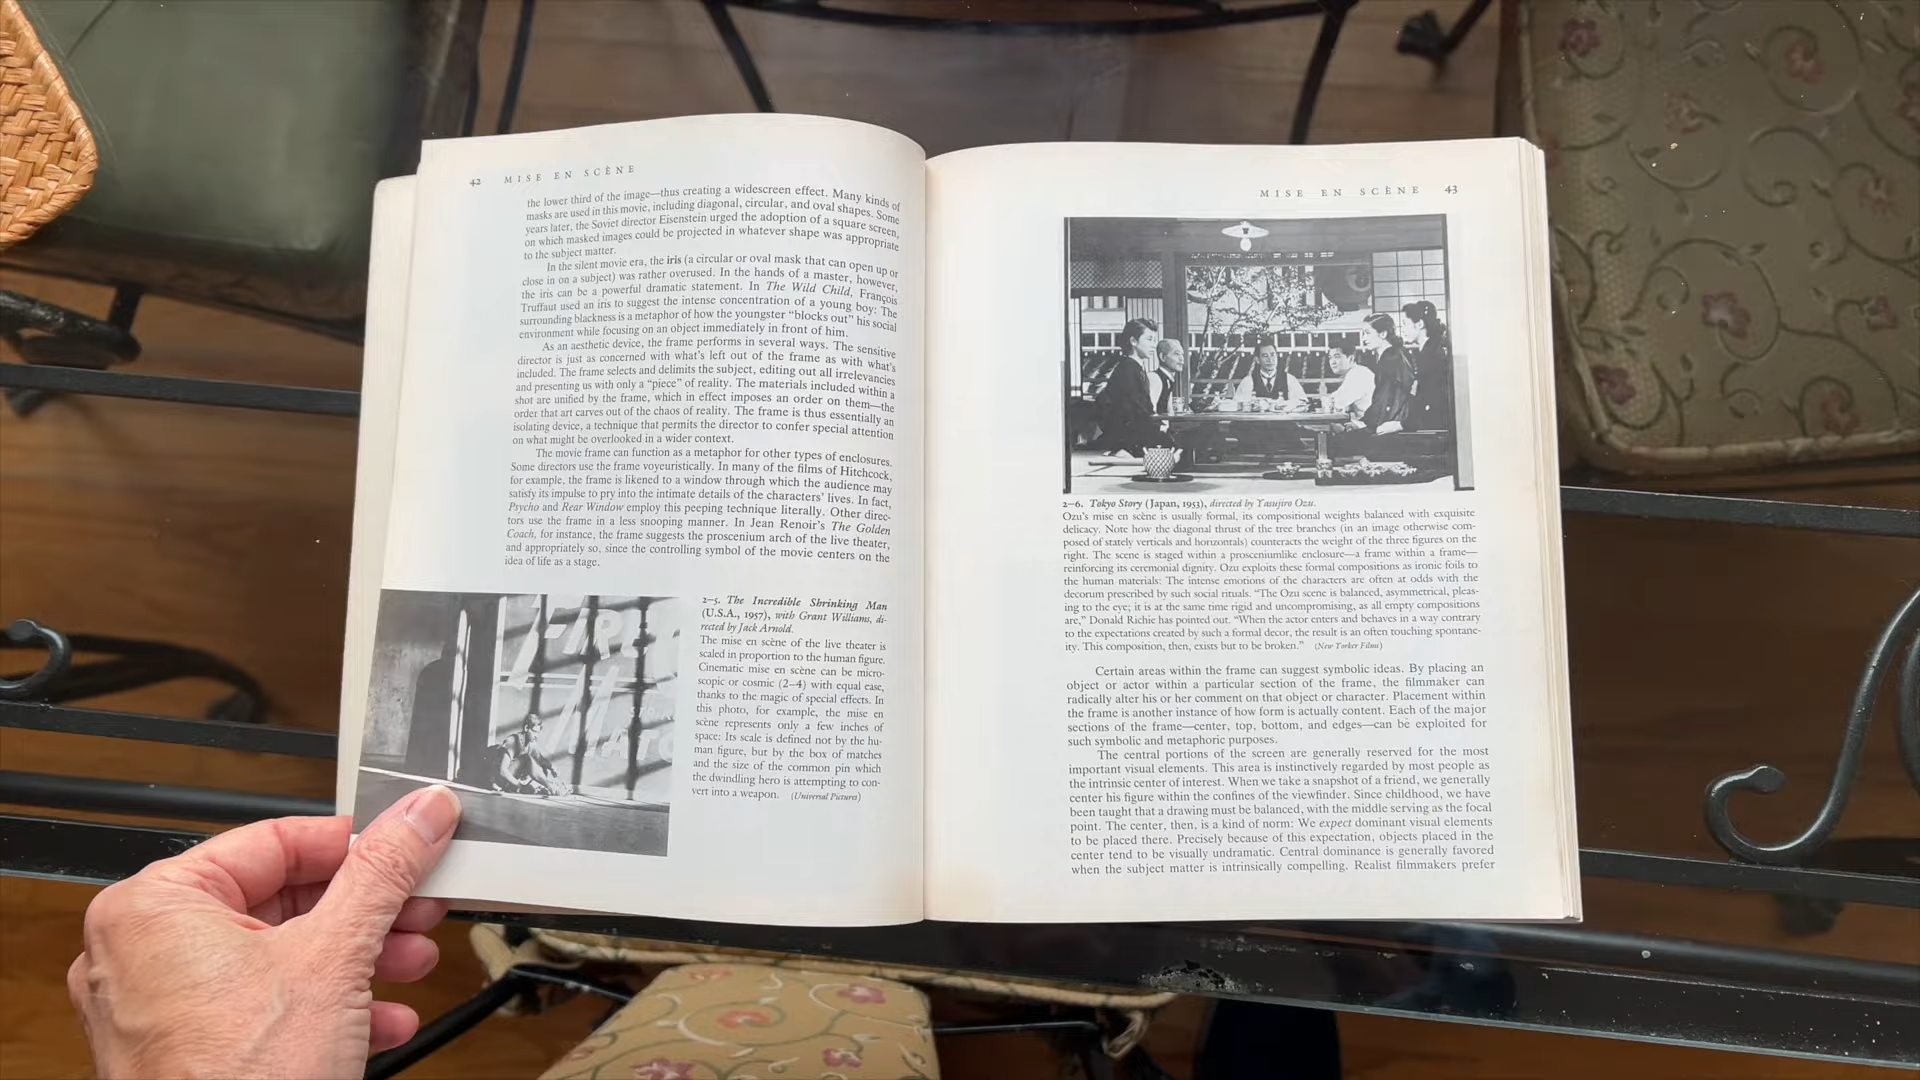 42 MISE EN SCÈNE
the lower third of the image—thus creating a widescreen effect. Many kinds of
masks are used in this movie, including diagonal, circular, and oval shapes. Some
years later, the Soviet director Eisenstein urged the adoption of a square screen,
on which masked images could be projected in whatever shape was appropriate
to the subject matter.
In the silent movie era, the iris (a circular or oval mask that can open up or
close in on a subject) was rather overused. In the hands of a master, however,
the iris can be a powerful dramatic statement. In The Wild Child, François
Truffaut used an iris to suggest the intense concentration of a young boy: The
surrounding blackness is a metaphor of how the youngster "blocks out" his social
environment while focusing on an object immediately in front of him.
As an aesthetic device, the frame performs in several ways. The sensitive
director is just as concerned with what's left out of the frame as with what's
included. The frame selects and delimits the subject, editing out all irrelevancies
and presenting us with only a "piece" of reality. The materials included within a
shot are unified by the frame, which in effect imposes an order on them—the
order that art carves out of the chaos of reality. The frame is thus essentially an
isolating device, a technique that permits the director to confer special attention
on what might be overlooked in a wider context.
The movie frame can function as a metaphor for other types of enclosures.
Some directors use the frame voyeuristically. In many of the films of Hitchcock,
for example, the frame is likened to a window through which the audience may
satisfy its impulse to pry into the intimate details of the characters' lives. In fact,
Psycho and Rear Window employ this peeping technique literally. Other direc-
tors use the frame in a less snooping manner. In Jean Renoir's The Golden
Coach, for instance, the frame suggests the proscenium arch of the live theater,
and appropriately so, since the controlling symbol of the movie centers on the
idea of life as a stage.
2–5. The Incredible Shrinking Man
(U.S.A., 1957), with Grant Williams, di-
rected by Jack Arnold.
The mise en scène of the live theater is
scaled in proportion to the human figure.
Cinematic mise en scène can be micro-
scopic or cosmic (2–4) with equal ease,
thanks to the magic of special effects. In
this photo, for example, the mise en
scène represents only a few inches of
space: Its scale is defined not by the hu-
man figure, but by the box of matches
and the size of the common pin which
the dwindling hero is attempting to con-
vert into a weapon. (Universal Pictures)
MISE EN SCÈNE 43
2–6. Tokyo Story (Japan, 1953), directed by Yasujiro Ozu.
Ozu's mise en scène is usually formal, its compositional weights balanced with exquisite
delicacy. Note how the diagonal thrust of the tree branches (in an image otherwise com-
posed of stately verticals and horizontals) counteracts the weight of the three figures on the
right. The scene is staged within a prosceniumlike enclosure—a frame within a frame—
reinforcing its ceremonial dignity. Ozu exploits these formal compositions as ironic foils to
the human materials: The intense emotions of the characters are often at odds with the
decorum prescribed by such social rituals. "The Ozu scene is balanced, asymmetrical, pleas-
ing to the eye; it is at the same time rigid and uncompromising, as all empty compositions
are," Donald Richie has pointed out. "When the actor enters and behaves in a way contrary
to the expectations created by such a formal decor, the result is an often touching spontane-
ity. This composition, then, exists but to be broken." (New Yorker Films)
Certain areas within the frame can suggest symbolic ideas. By placing an
object or actor within a particular section of the frame, the filmmaker can
radically alter his or her comment on that object or character. Placement within
the frame is another instance of how form is actually content. Each of the major
sections of the frame—center, top, bottom, and edges—can be exploited for
such symbolic and metaphoric purposes.
The central portions of the screen are generally reserved for the most
important visual elements. This area is instinctively regarded by most people as
the intrinsic center of interest. When we take a snapshot of a friend, we generally
center his figure within the confines of the viewfinder. Since childhood, we have
been taught that a drawing must be balanced, with the middle serving as the focal
point. The center, then, is a kind of norm: We expect dominant visual elements
to be placed there. Precisely because of this expectation, objects placed in the
center tend to be visually undramatic. Central dominance is generally favored
when the subject matter is intrinsically compelling. Realist filmmakers prefer